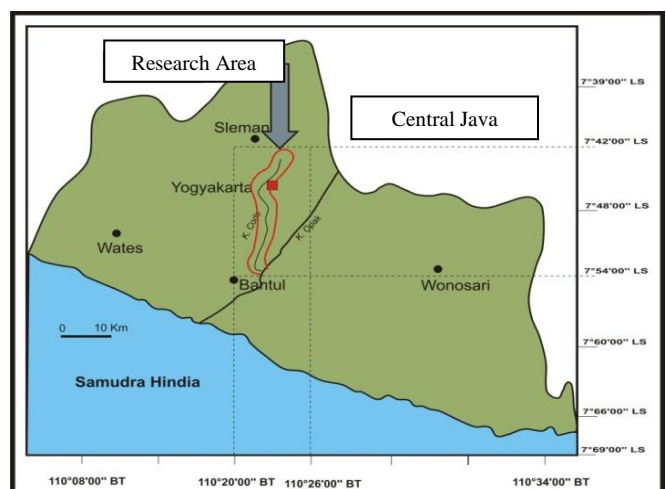 Research Area
7°39'00" LS
Central Java
Sleman
7°42'00" LS
Yogyakarta
7°48'00" LS
K. Code
K. Opak
Wates
7°54'00" LS
Bantul
Wonosari
0 10 Km
7°60'00" LS
Samudra Hindia
7°66'00" LS
7°69'00" LS
110°08'00" BT 110°20'00" BT 110°26'00" BT 110°34'00" BT